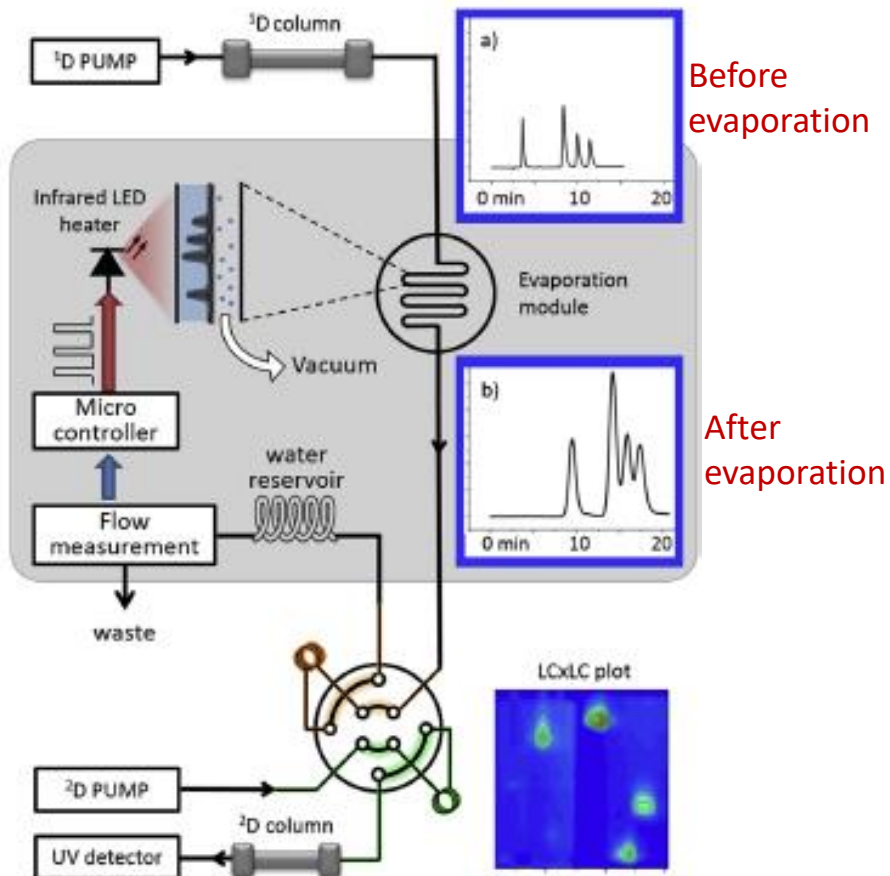 ¹D column
¹D PUMP
a)
0 min 10 20
Before
evaporation
Infrared LED
heater
Evaporation
module
Vacuum
Micro
controller
b)
0 min 10 20
After
evaporation
water
reservoir
Flow
measurement
waste
LCxLC plot
²D PUMP
²D column
UV detector